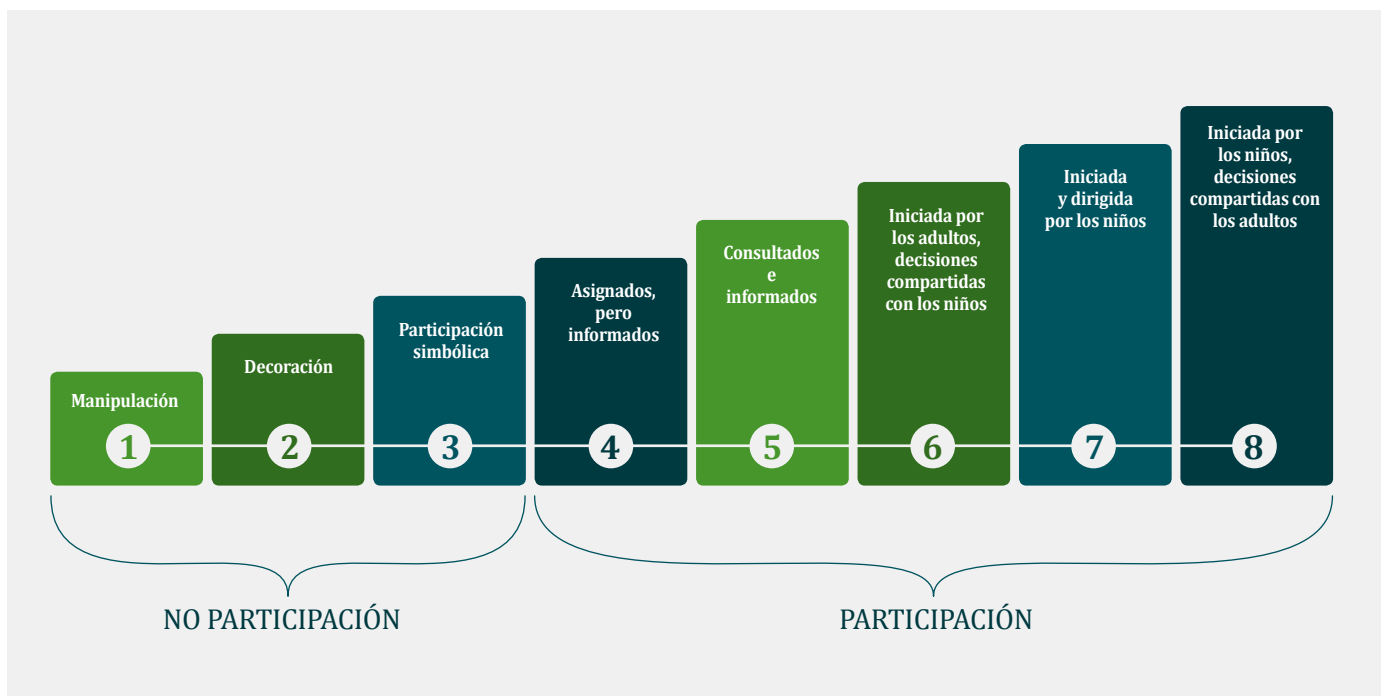 Manipulación
1
Decoración
2
Participación
simbólica
3
Asignados,
pero
informados
4
Consultados
e
informados
5
Iniciada por
los adultos,
decisiones
compartidas
con los niños
6
Iniciada
y dirigida
por los niños
7
Iniciada por
los niños,
decisiones
compartidas con
los adultos
8
NO PARTICIPACIÓN
PARTICIPACIÓN